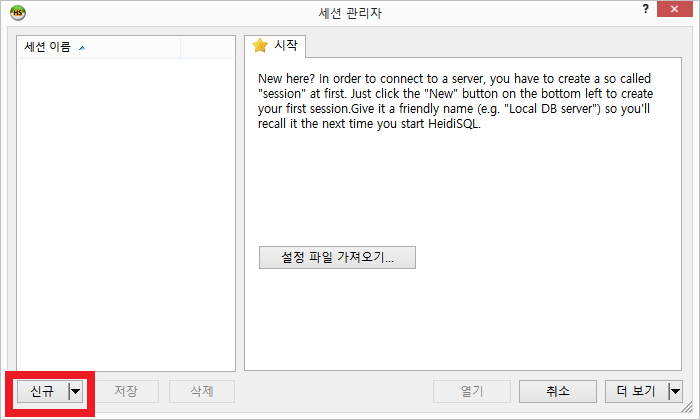 HS
세션 관리자
?
세션 이름
시작
New here? In order to connect to a server, you have to create a so called
"session" at first. Just click the "New" button on the bottom left to create
your first session.Give it a friendly name (e.g. "Local DB server") so you'll
recall it the next time you start HeidiSQL.
설정 파일 가져오기...
신규
저장
삭제
열기
취소
더 보기